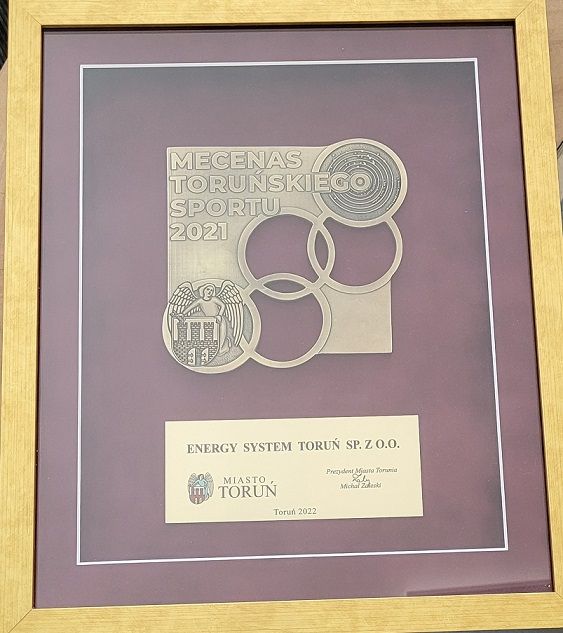 MECENAS
TORUŃSKIEGO
SPORTU
2021
ENERGY SYSTEM TORUŃ SP. Z O.O.
MIASTO
TORUŃ
Prezydent Miasta Torunia
Michał Zaleski
Toruń 2022